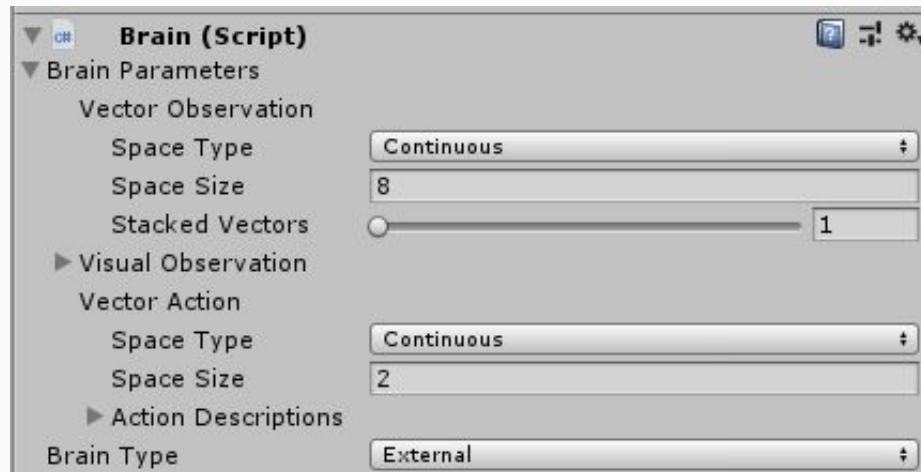 C# Brain (Script)
Brain Parameters
Vector Observation
Space Type Continuous
Space Size 8
Stacked Vectors 1
Visual Observation
Vector Action
Space Type Continuous
Space Size 2
Action Descriptions
Brain Type External